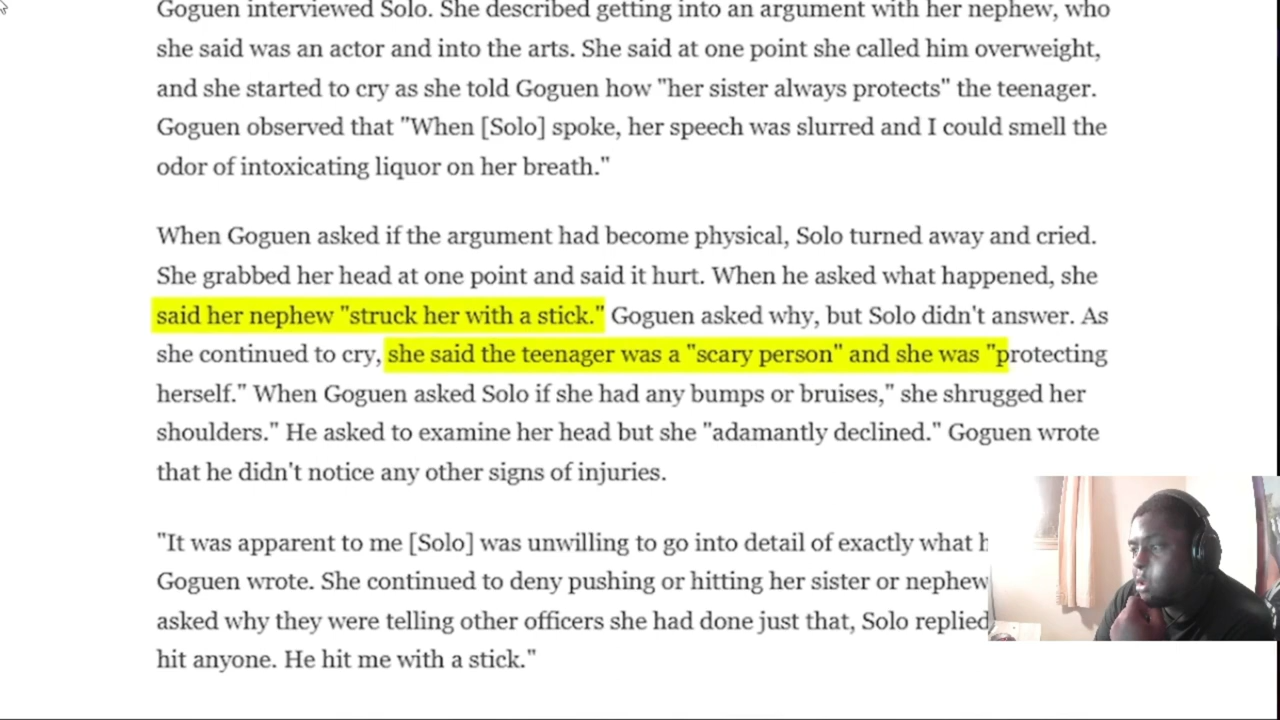 Goguen interviewed Solo. She described getting into an argument with her nephew, who
she said was an actor and into the arts. She said at one point she called him overweight,
and she started to cry as she told Goguen how "her sister always protects" the teenager.
Goguen observed that "When [Solo] spoke, her speech was slurred and I could smell the
odor of intoxicating liquor on her breath."
When Goguen asked if the argument had become physical, Solo turned away and cried.
She grabbed her head at one point and said it hurt. When he asked what happened, she
said her nephew "struck her with a stick." Goguen asked why, but Solo didn't answer. As
she continued to cry, she said the teenager was a "scary person" and she was "protecting
herself." When Goguen asked Solo if she had any bumps or bruises," she shrugged her
shoulders." He asked to examine her head but she "adamantly declined." Goguen wrote
that he didn't notice any other signs of injuries.
"It was apparent to me [Solo] was unwilling to go into detail of exactly what
Goguen wrote. She continued to deny pushing or hitting her sister or nephew
asked why they were telling other officers she had done just that, Solo replied
hit anyone. He hit me with a stick."